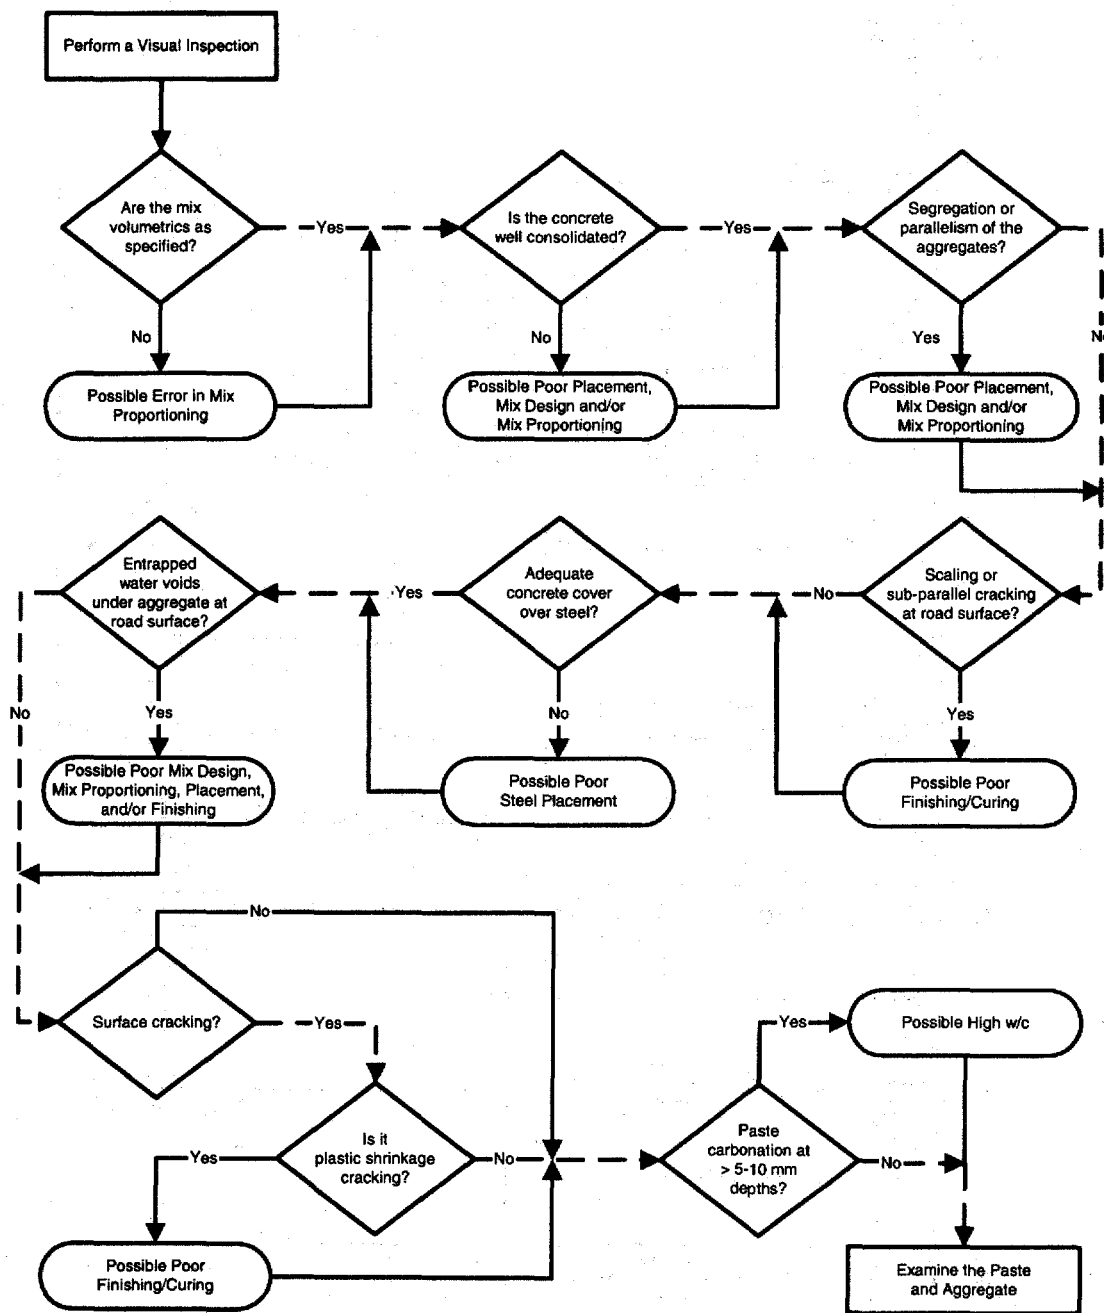 Perform a Visual Inspection
Are the mix
volumetrics as
specified?
Yes
No
Possible Error in Mix
Proportioning
Is the concrete
well consolidated?
Yes
No
Possible Poor Placement,
Mix Design and/or
Mix Proportioning
Segregation or
parallelism of the
aggregates?
No
Yes
Possible Poor Placement,
Mix Design and/or
Mix Proportioning
Scaling or
sub-parallel cracking
at road surface?
No
Yes
Possible Poor
Finishing/Curing
Adequate
concrete cover
over steel?
Yes
No
Possible Poor
Steel Placement
Entrapped
water voids
under aggregate at
road surface?
No
Yes
Possible Poor Mix Design,
Mix Proportioning, Placement,
and/or Finishing
Surface cracking?
No
Yes
Is it
plastic shrinkage
cracking?
Yes
No
Possible Poor
Finishing/Curing
Paste
carbonation at
> 5-10 mm
depths?
Yes
No
Possible High w/c
Examine the Paste
and Aggregate